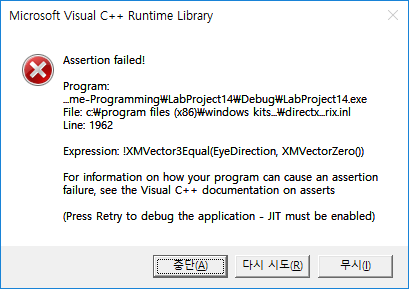 Microsoft Visual C++ Runtime Library
Assertion failed!
Program:
...me-Programming₩LabProject14₩Debug₩LabProject14.exe
File: c:₩program files (x86)₩windows kits...₩directx...rix.inl
Line: 1962
Expression: !XMVector3Equal(EyeDirection, XMVectorZero())
For information on how your program can cause an assertion
failure, see the Visual C++ documentation on asserts
(Press Retry to debug the application - JIT must be enabled)
중단(A) 다시 시도(R) 무시(I)